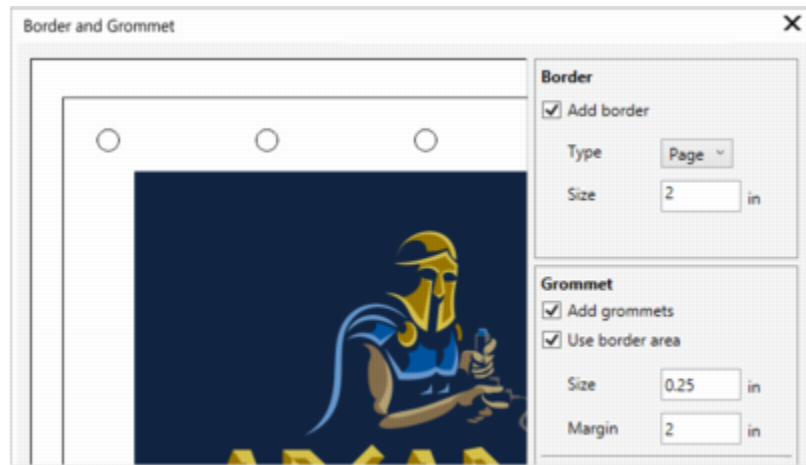 Border and Grommet
Border
Add border
Type Page
Size 2 in
Grommet
Add grommets
Use border area
Size 0.25 in
Margin 2 in